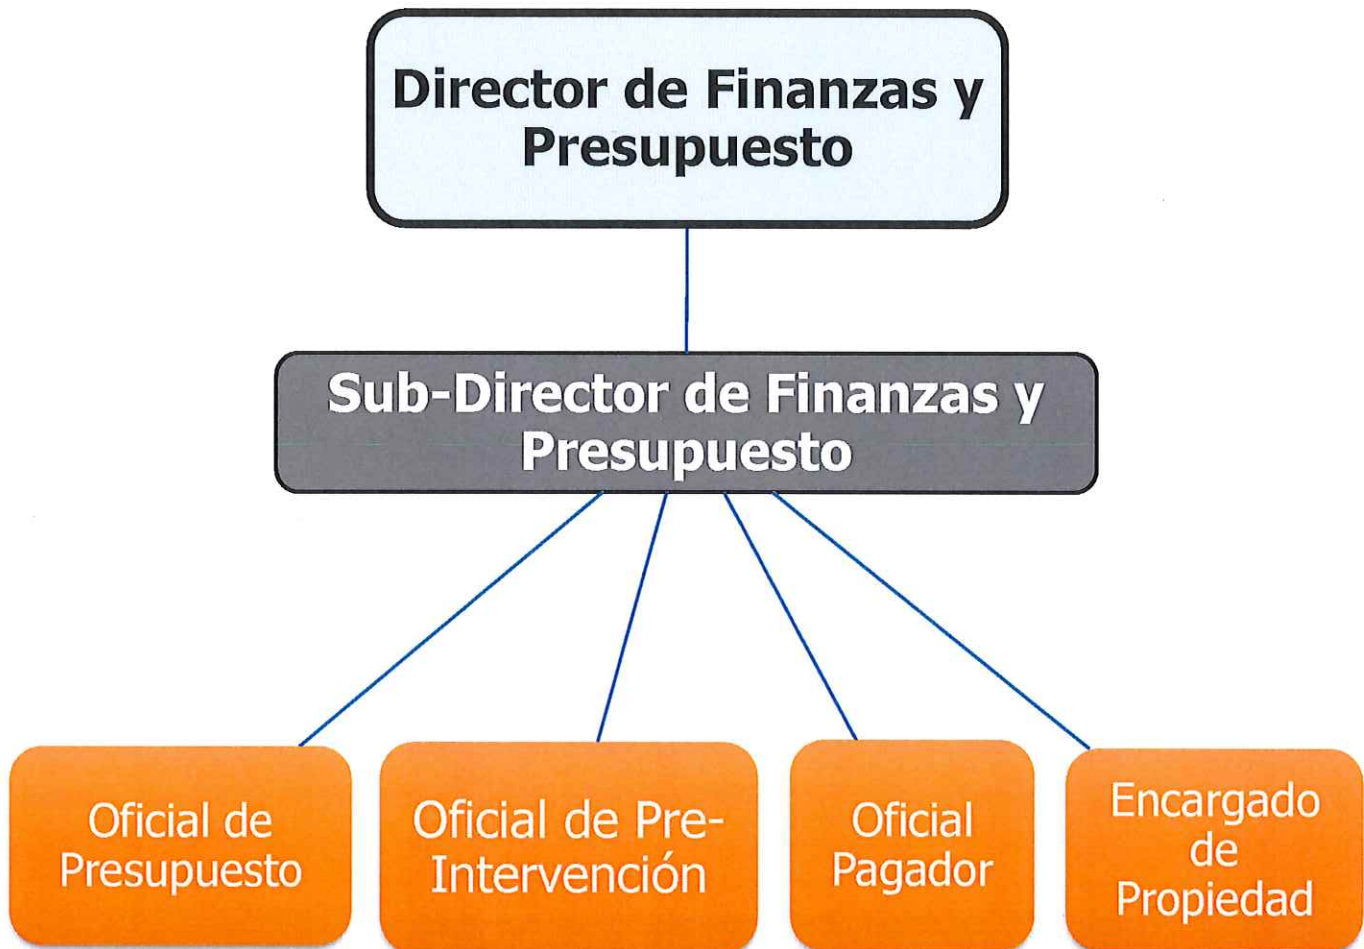 Director de Finanzas y
Presupuesto
Sub-Director de Finanzas y
Presupuesto
Oficial de
Presupuesto
Oficial de Pre-
Intervención
Oficial
Pagador
Encargado
de
Propiedad